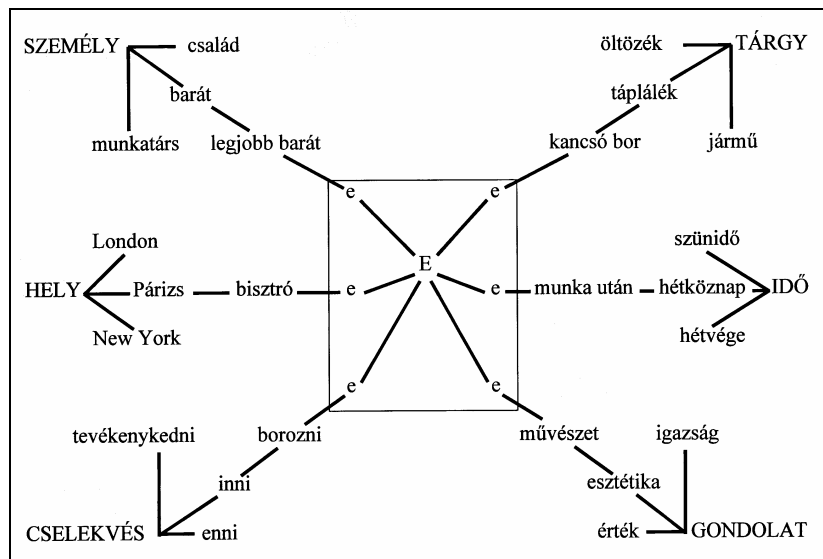 SZEMÉLY család öltözék TÁRGY
barát táplálék
munkatárs legjobb barát kancsó bor jármű
e e
London szünidő
E
HELY Párizs bisztró e e munka után hétköznap IDŐ
New York hétvége
e e
tevékenykedni borozni művészet igazság
inni esztétika
CSELEKVÉS enni érték GONDOLAT